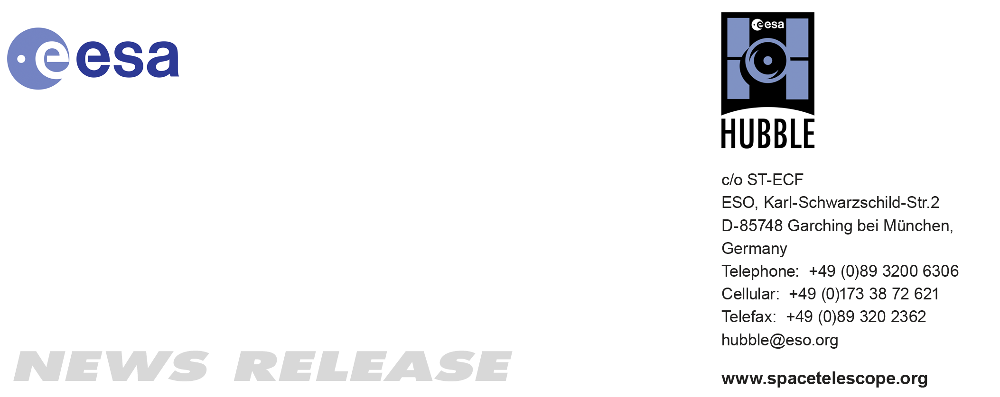 esa
esa
HUBBLE
c/o ST-ECF
ESO, Karl-Schwarzschild-Str.2
D-85748 Garching bei München,
Germany
Telephone:  +49 (0)89 3200 6306
Cellular:  +49 (0)173 38 72 621
Telefax:  +49 (0)89 320 2362
hubble@eso.org
NEWS RELEASE
www.spacetelescope.org